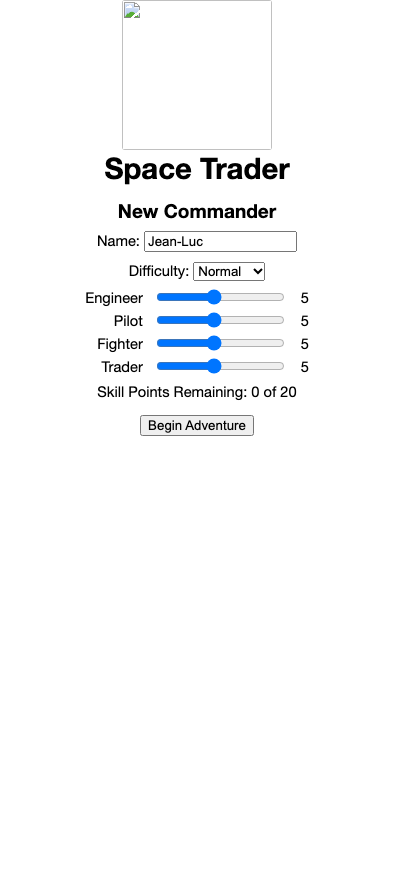 Space Trader
New Commander
Name: Jean-Luc
Difficulty: Normal
Engineer 5
Pilot 5
Fighter 5
Trader 5
Skill Points Remaining: 0 of 20
Begin Adventure